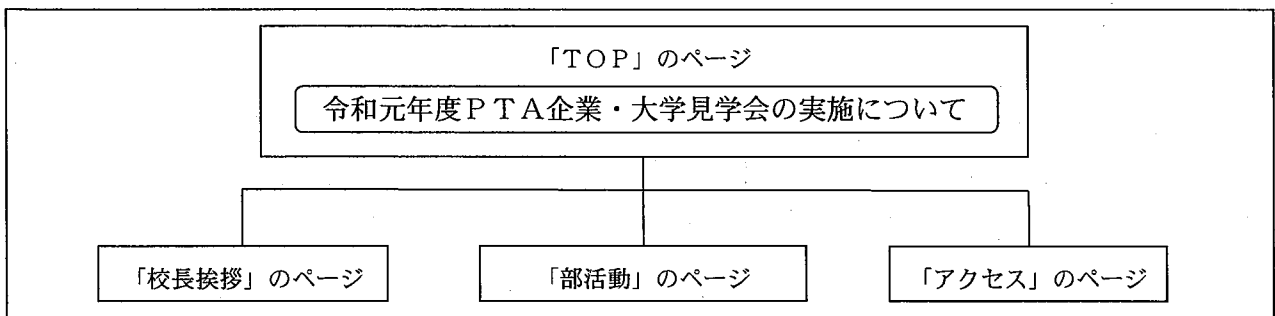 「ＴＯＰ」のページ
令和元年度ＰＴＡ企業・大学見学会の実施について
「校長挨拶」のページ
「部活動」のページ
「アクセス」のページ